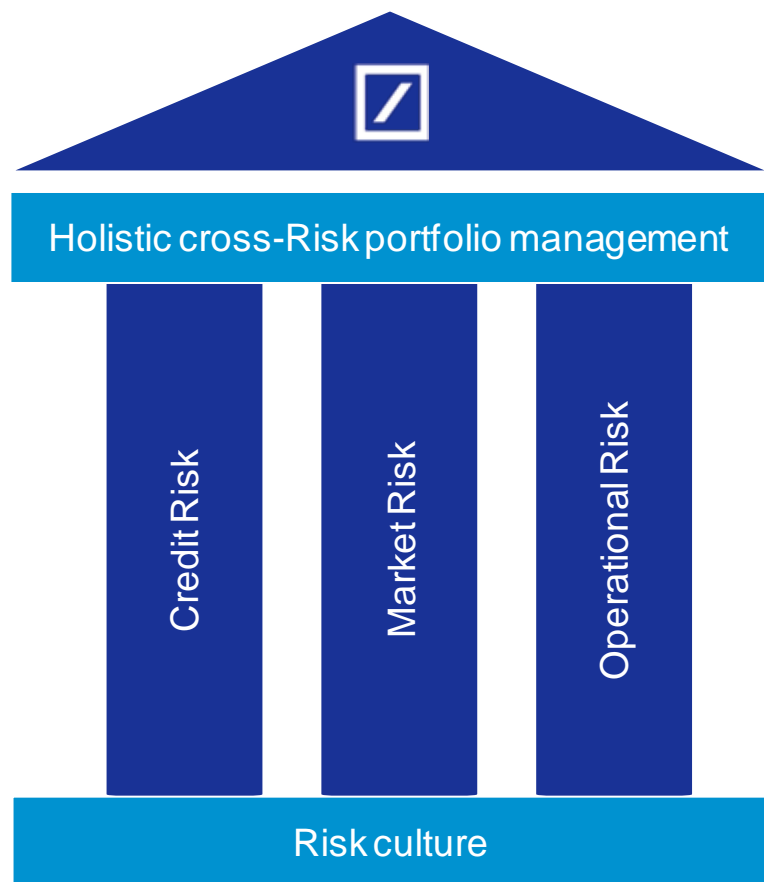 Holistic cross-Risk portfolio management
Credit Risk
Market Risk
Operational Risk
Risk culture